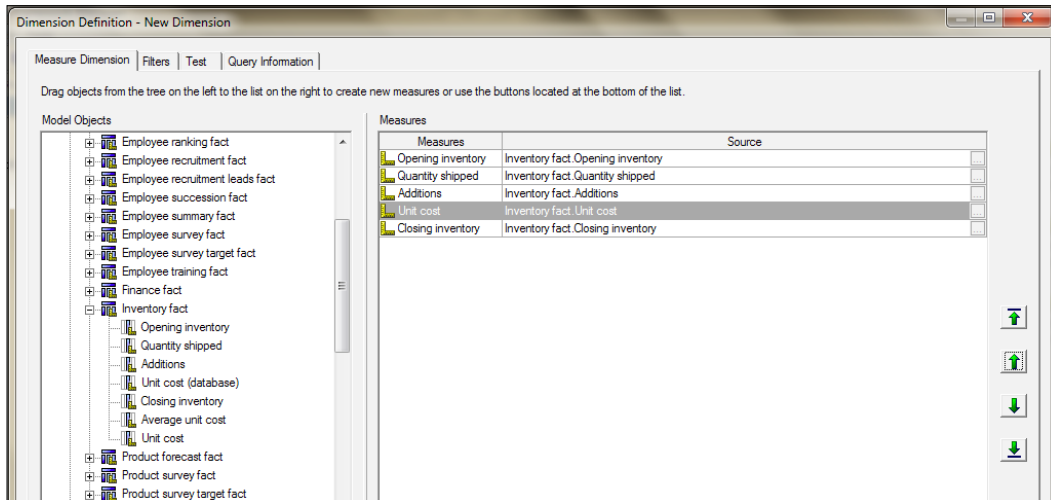 Dimension Definition - New Dimension
Measure Dimension Filters Test Query Information
Drag objects from the tree on the left to the list on the right to create new measures or use the buttons located at the bottom of the list.
Model Objects
Employee ranking fact
Employee recruitment fact
Employee recruitment leads fact
Employee succession fact
Employee summary fact
Employee survey fact
Employee survey target fact
Employee training fact
Finance fact
Inventory fact
Opening inventory
Quantity shipped
Additions
Unit cost (database)
Closing inventory
Average unit cost
Unit cost
Product forecast fact
Product survey fact
Product survey target fact
Measures
Measures Source
Opening inventory Inventory fact.Opening inventory ...
Quantity shipped Inventory fact.Quantity shipped ...
Additions Inventory fact.Additions ...
Unit cost Inventory fact.Unit cost ...
Closing inventory Inventory fact.Closing inventory ...